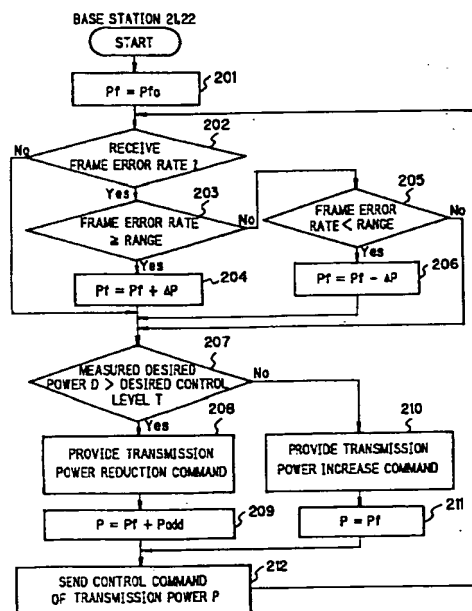 BASE STATION 21,22
START
201
Pf = Pfo
202
No
RECEIVE
FRAME ERROR RATE ?
Yes
203
FRAME ERROR RATE
≥ RANGE
No
205
FRAME ERROR
RATE < RANGE
No
Yes
204
Pf = Pf + ΔP
Yes
206
Pf = Pf - ΔP
207
MEASURED DESIRED
POWER D > DESIRED CONTROL
LEVEL T
No
Yes
208
PROVIDE TRANSMISSION
POWER REDUCTION COMMAND
210
PROVIDE TRANSMISSION
POWER INCREASE COMMAND
P = Pf + Padd
209
P = Pf
211
212
SEND CONTROL COMMAND
OF TRANSMISSION POWER P